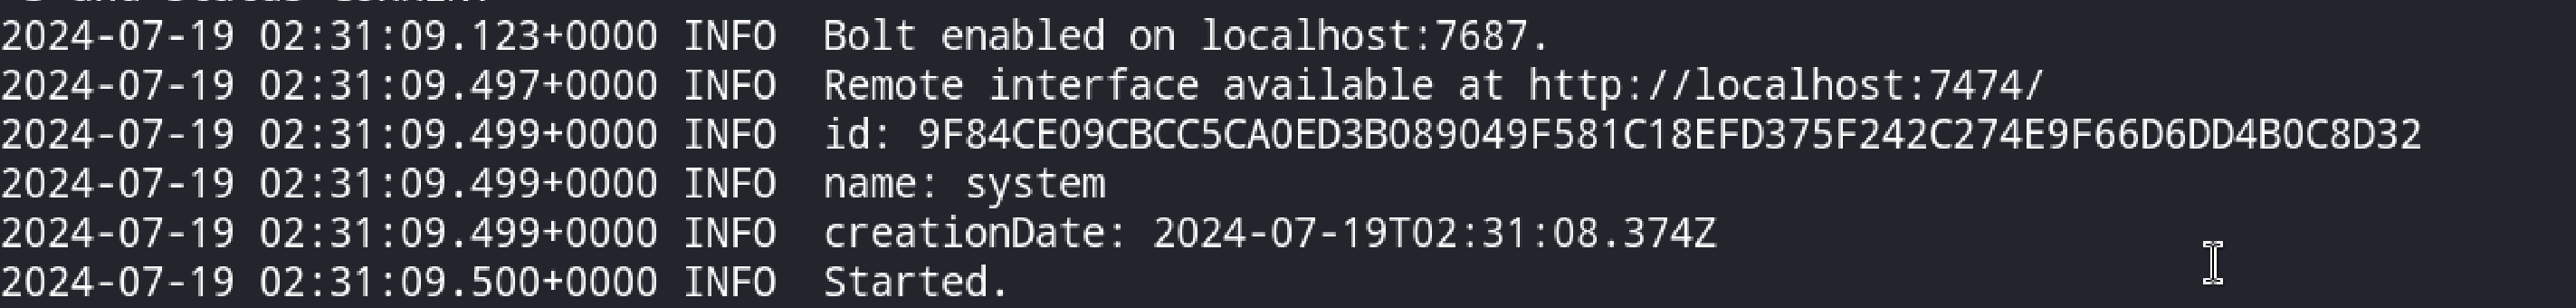 2024-07-19 02:31:09.123+0000 INFO  Bolt enabled on localhost:7687.
2024-07-19 02:31:09.497+0000 INFO  Remote interface available at http://localhost:7474/
2024-07-19 02:31:09.499+0000 INFO  id: 9F84CE09CBCC5CA0ED3B089049F581C18EFD375F242C274E9F66D6DD4B0C8D32
2024-07-19 02:31:09.499+0000 INFO  name: system
2024-07-19 02:31:09.499+0000 INFO  creationDate: 2024-07-19T02:31:08.374Z
2024-07-19 02:31:09.500+0000 INFO  Started.